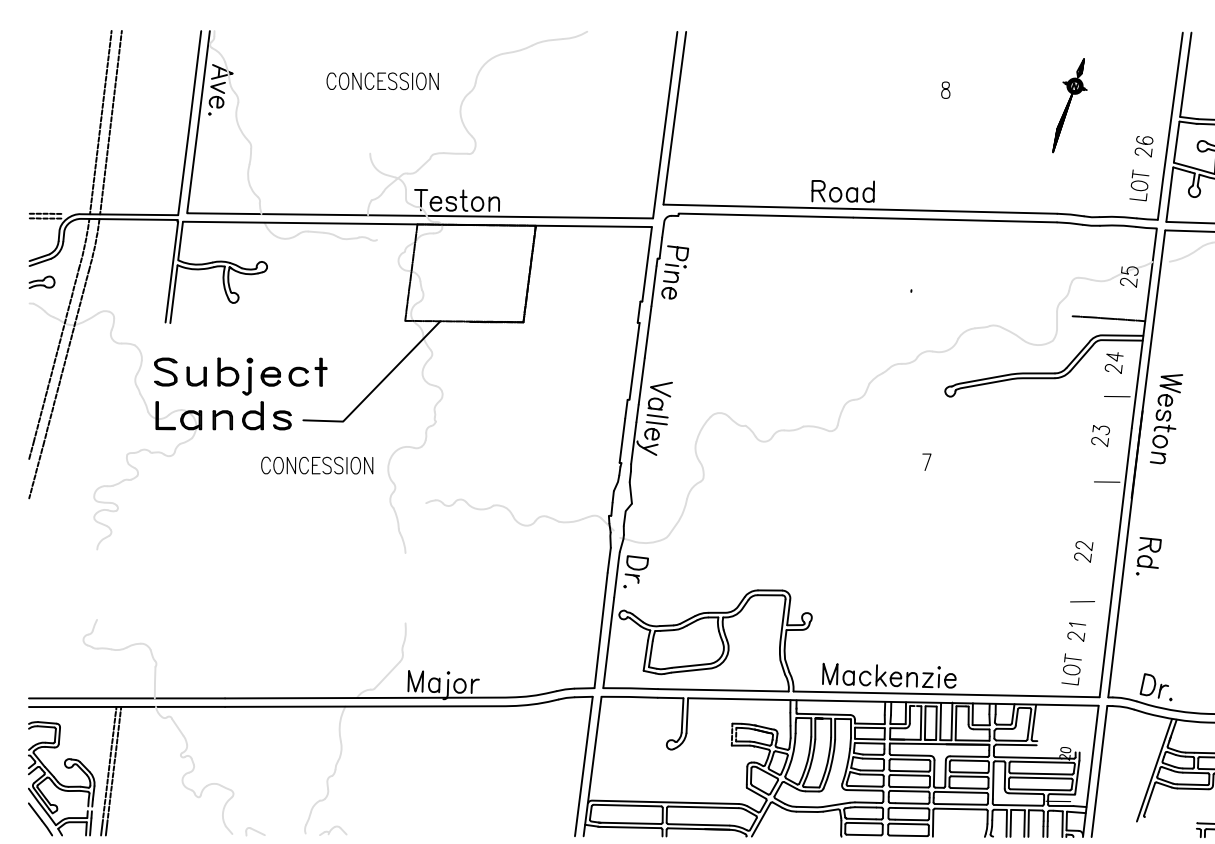 Ave.
CONCESSION
8
LOT 26
Teston
Road
Pine
Valley
Dr.
25
24
23
22
LOT 21
20
Weston
Rd.
Subject
Lands
CONCESSION
7
Major
Mackenzie
Dr.